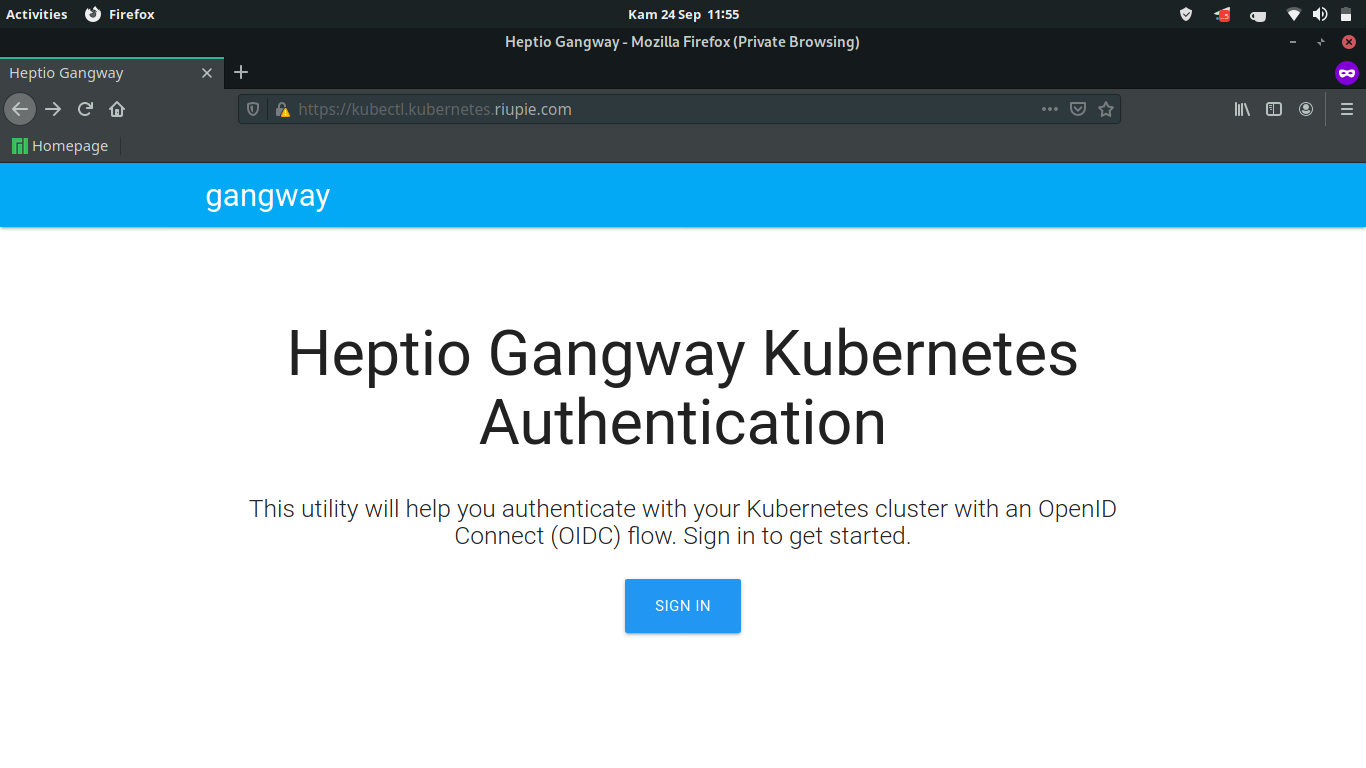 Activities Firefox Kam 24 Sep 11:55
Heptio Gangway - Mozilla Firefox (Private Browsing)
Heptio Gangway
https://kubectl.kubernetes.riupie.com
Homepage
gangway
Heptio Gangway Kubernetes
Authentication
This utility will help you authenticate with your Kubernetes cluster with an OpenID
Connect (OIDC) flow. Sign in to get started.
SIGN IN